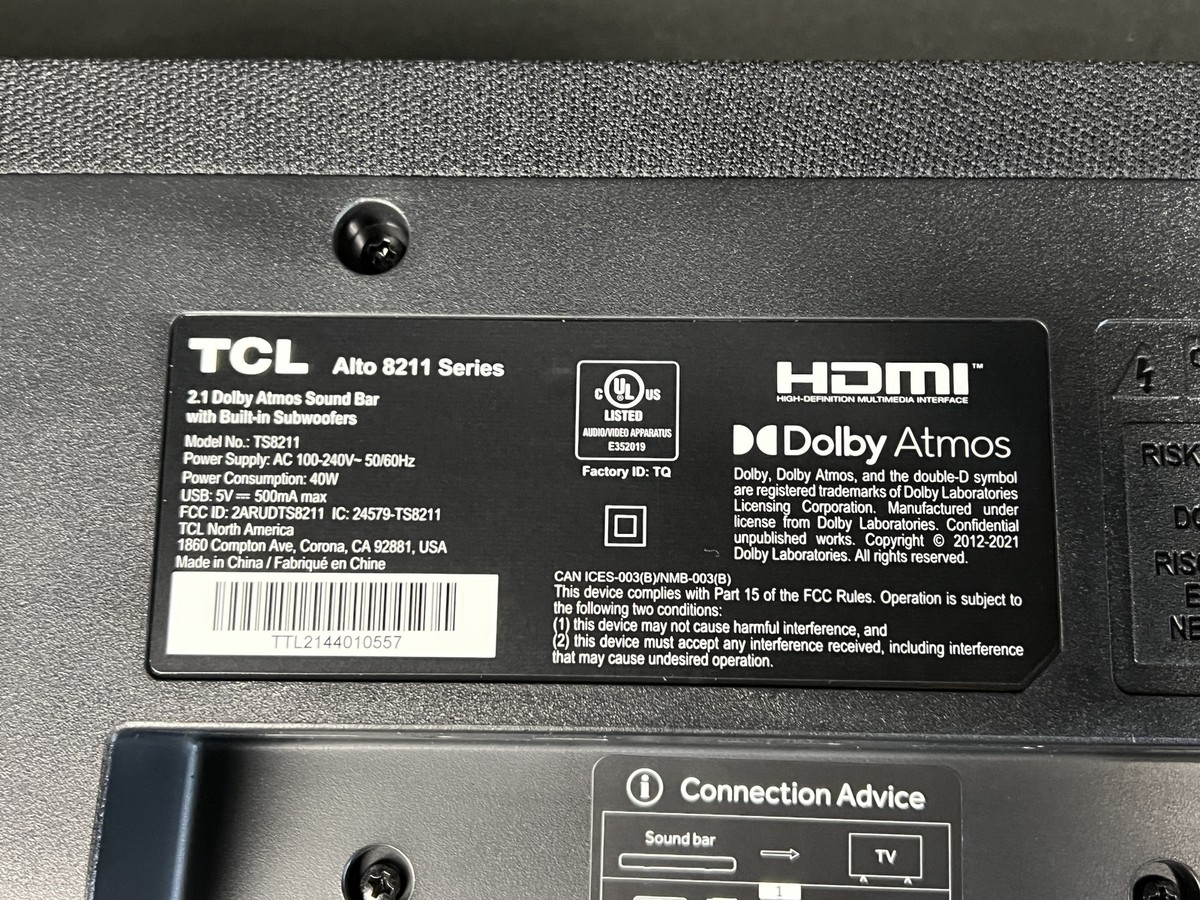 TCL Alto 8211 Series
2.1 Dolby Atmos Sound Bar
with Built-in Subwoofers
Model No.: TS8211
Power Supply: AC 100-240V~ 50/60Hz
Power Consumption: 40W
USB: 5V ⎓ 500mA max
FCC ID: 2ARUDTS8211 IC: 24579-TS8211
TCL North America
1860 Compton Ave, Corona, CA 92881, USA
Made in China / Fabriqué en Chine
TTL2144010557
C UL US
LISTED
AUDIO/VIDEO APPARATUS
E352019
Factory ID: TQ
HDMI™
HIGH-DEFINITION MULTIMEDIA INTERFACE
Dolby Atmos
Dolby, Dolby Atmos, and the double-D symbol
are registered trademarks of Dolby Laboratories
Licensing Corporation. Manufactured under
license from Dolby Laboratories. Confidential
unpublished works. Copyright © 2012-2021
Dolby Laboratories. All rights reserved.
CAN ICES-003(B)/NMB-003(B)
This device complies with Part 15 of the FCC Rules. Operation is subject to
the following two conditions:
(1) this device may not cause harmful interference, and
(2) this device must accept any interference received, including interference
that may cause undesired operation.
RISK
NE
i Connection Advice
Sound bar
TV
1